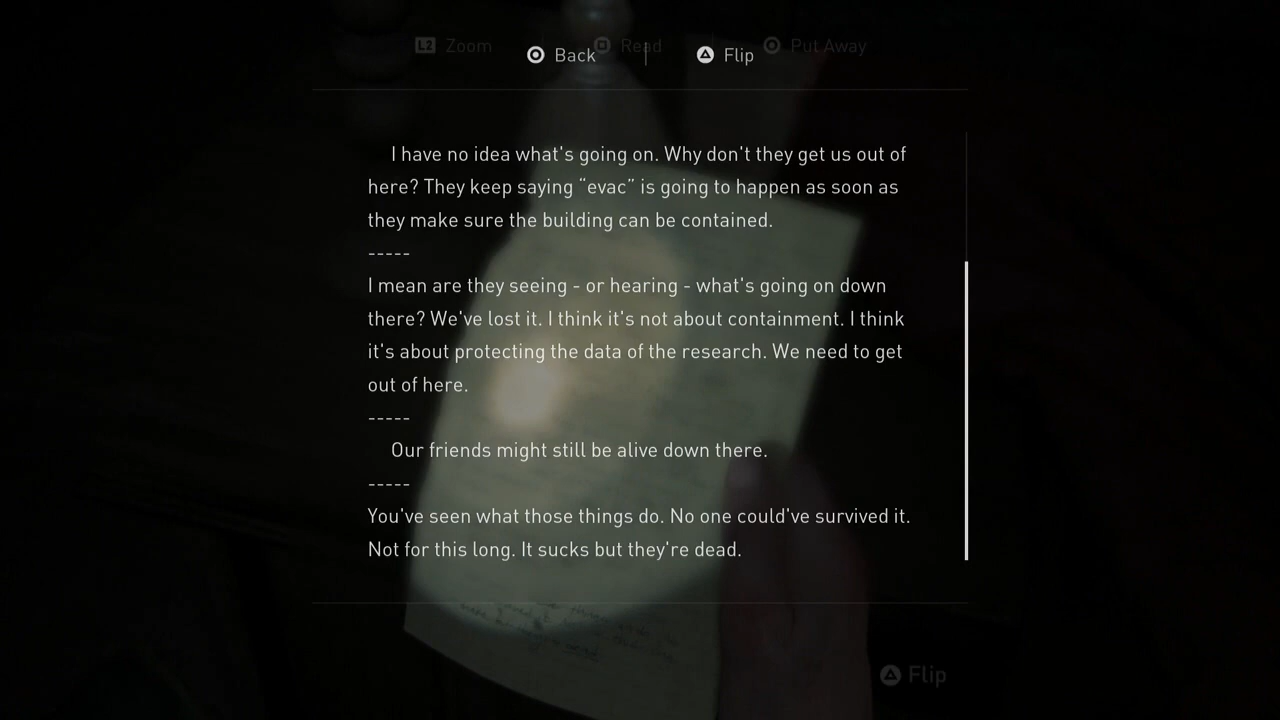 L2 Zoom
Read
Put Away
Back
Flip
I have no idea what's going on. Why don't they get us out of
here? They keep saying “evac” is going to happen as soon as
they make sure the building can be contained.
-----
I mean are they seeing - or hearing - what's going on down
there? We've lost it. I think it's not about containment. I think
it's about protecting the data of the research. We need to get
out of here.
-----
Our friends might still be alive down there.
-----
You've seen what those things do. No one could've survived it.
Not for this long. It sucks but they're dead.
Flip